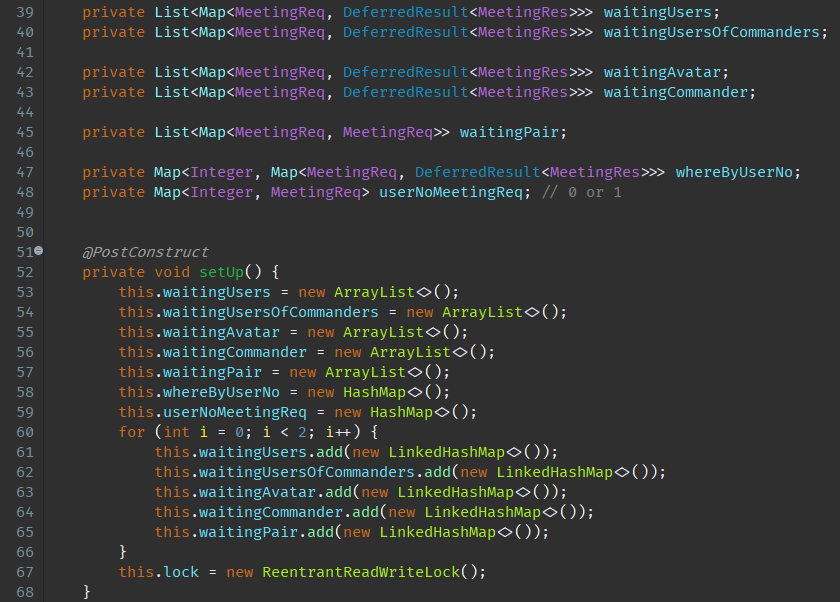 39 private List<Map<MeetingReq, DeferredResult<MeetingRes>>> waitingUsers;
40 private List<Map<MeetingReq, DeferredResult<MeetingRes>>> waitingUsersOfCommanders;
41
42 private List<Map<MeetingReq, DeferredResult<MeetingRes>>> waitingAvatar;
43 private List<Map<MeetingReq, DeferredResult<MeetingRes>>> waitingCommander;
44
45 private List<Map<MeetingReq, MeetingReq>> waitingPair;
46
47 private Map<Integer, Map<MeetingReq, DeferredResult<MeetingRes>>> whereByUserNo;
48 private Map<Integer, MeetingReq> userNoMeetingReq; // 0 or 1
49
50
51 @PostConstruct
52 private void setUp() {
53 this.waitingUsers = new ArrayList<>();
54 this.waitingUsersOfCommanders = new ArrayList<>();
55 this.waitingAvatar = new ArrayList<>();
56 this.waitingCommander = new ArrayList<>();
57 this.waitingPair = new ArrayList<>();
58 this.whereByUserNo = new HashMap<>();
59 this.userNoMeetingReq = new HashMap<>();
60 for (int i = 0; i < 2; i++) {
61 this.waitingUsers.add(new LinkedHashMap<>());
62 this.waitingUsersOfCommanders.add(new LinkedHashMap<>());
63 this.waitingAvatar.add(new LinkedHashMap<>());
64 this.waitingCommander.add(new LinkedHashMap<>());
65 this.waitingPair.add(new LinkedHashMap<>());
66 }
67 this.lock = new ReentrantReadWriteLock();
68 }